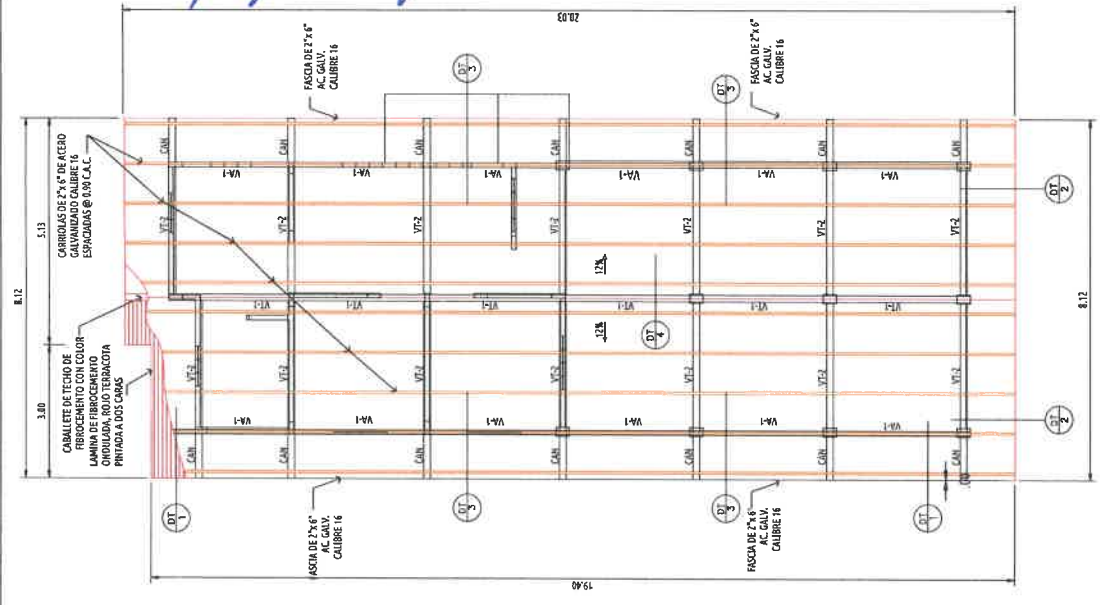 20.03
8.12
3.00
5.13
CABALLETE DE TECHO DE
FIBROCEMENTO CON COLOR
LAMINA DE FIBROCEMENTO
ONDULADA, ROJO TERRACOTA
PINTADA A DOS CARAS
CARRIOLAS DE 2"x 6" DE ACERO
GALVANIZADO CALIBRE 16
ESPACIADAS @ 0.90 C.A.C.
FASCIA DE 2"x 6"
AC. GALV.
CALIBRE 16
DT
3
CAN
VT-2
VT-2
CAN
VA-1
VT-1
VA-1
CAN
VT-2
VT-2
CAN
VA-1
VT-1
VA-1
CAN
VT-2
VT-2
CAN
VA-1
VT-1
VA-1
DT
1
DT
3
ASCIA DE 2"x 6"
AC. GALV.
CALIBRE 16
12%
12%
DT
4
VA-1
VT-1
VA-1
CAN
VT-2
VT-2
CAN
VA-1
VT-1
VA-1
CAN
VT-2
VT-2
CAN
VA-1
VT-1
VA-1
CAN
VT-2
VT-2
CAN
FASCIA DE 2"x 6"
AC. GALV.
CALIBRE 16
DT
3
DT
3
FASCIA DE 2"x 6"
AC. GALV.
CALIBRE 16
DT
DT
2
DT
2
19.40
8.12